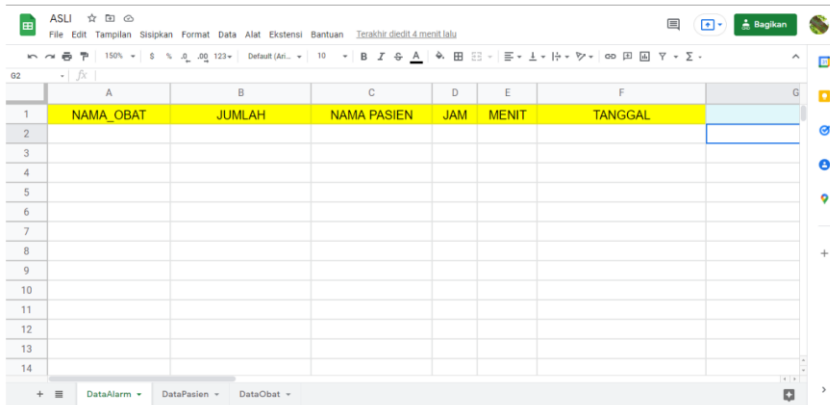 ASLI
File Edit Tampilan Sisipkan Format Data Alat Ekstensi Bantuan Terakhir diedit 4 menit lalu
Bagikan
150% $ % .0 .00 123 Default (Ari... 10 B I S A
G2 fx
A B C D E F G
1 NAMA_OBAT JUMLAH NAMA PASIEN JAM MENIT TANGGAL
2
3
4
5
6
7
8
9
10
11
12
13
14
DataAlarm DataPasien DataObat